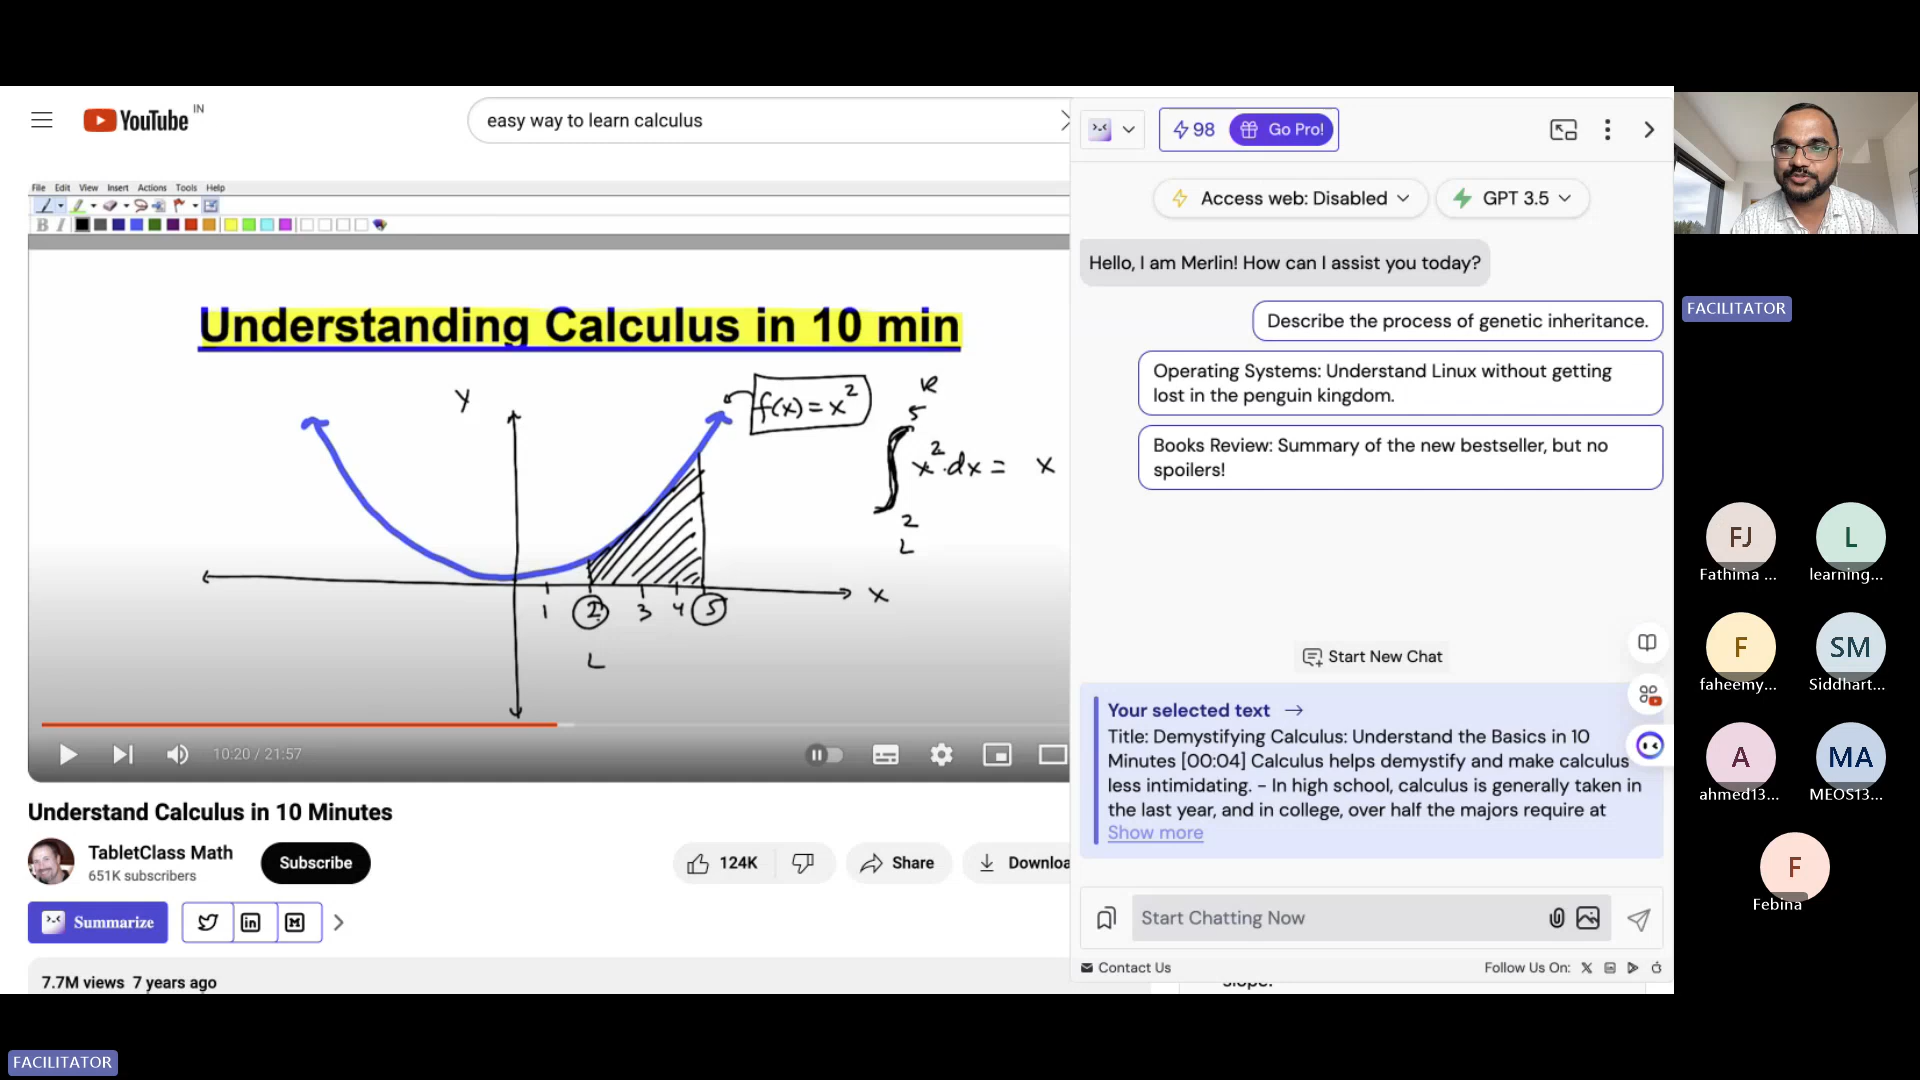 YouTube IN
easy way to learn calculus
File Edit View Insert Actions Tools Help
B I
Understanding Calculus in 10 min
Y
f(x) = x²
R
5
∫ x²·dx = x
2
L
x
1 2 3 4 5
L
10:20 / 21:57
Understand Calculus in 10 Minutes
TabletClass Math
651K subscribers
Subscribe
124K
Share
Downloa
Summarize
7.7M views 7 years ago
98
Go Pro!
Access web: Disabled
GPT 3.5
Hello, I am Merlin! How can I assist you today?
Describe the process of genetic inheritance.
Operating Systems: Understand Linux without getting
lost in the penguin kingdom.
Books Review: Summary of the new bestseller, but no
spoilers!
Start New Chat
Your selected text →
Title: Demystifying Calculus: Understand the Basics in 10
Minutes [00:04] Calculus helps demystify and make calculus
less intimidating. - In high school, calculus is generally taken in
the last year, and in college, over half the majors require at
Show more
Start Chatting Now
Contact Us
Follow Us On:
slope?
FACILITATOR
FJ
Fathima ...
L
learning...
F
faheemy...
SM
Siddhart...
A
ahmed13...
MA
MEOS13...
F
Febina
FACILITATOR